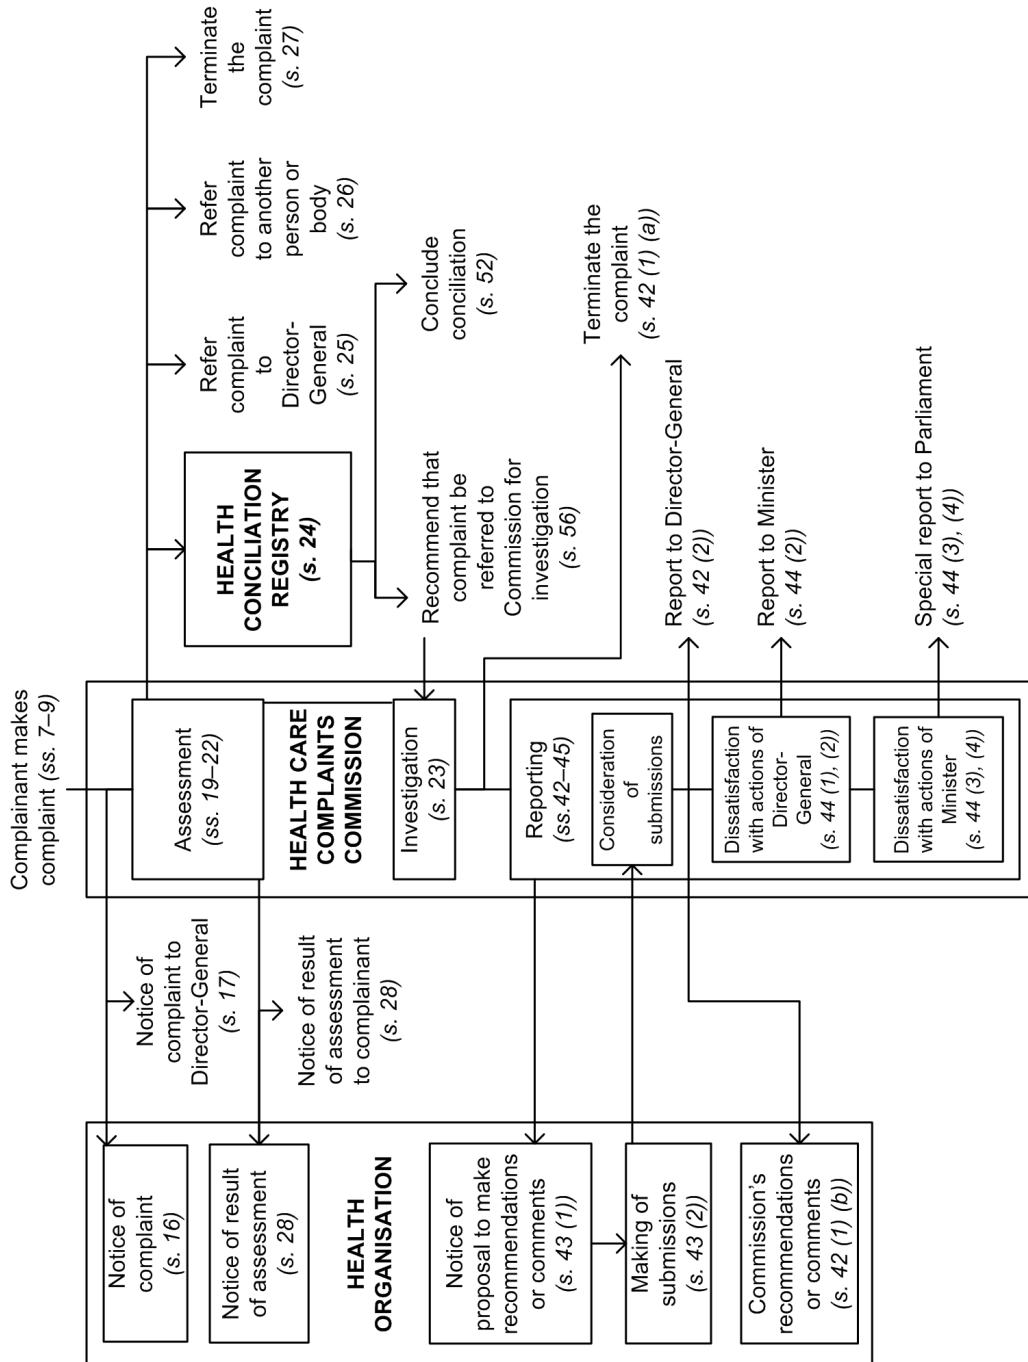 Complainant makes
complaint (ss. 7–9)
Notice of
complaint
(s. 16)
Notice of
complaint to
Director-General
(s. 17)
Assessment
(ss. 19–22)
Notice of result
of assessment
(s. 28)
Notice of result
of assessment
to complainant
(s. 28)
HEALTH
ORGANISATION
HEALTH CARE
COMPLAINTS
COMMISSION
HEALTH
CONCILIATION
REGISTRY
(s. 24)
Refer
complaint
to
Director-
General
(s. 25)
Refer
complaint
to another
person or
body
(s. 26)
Terminate
the
complaint
(s. 27)
Recommend that
complaint be
referred to
Commission for
investigation
(s. 56)
Conclude
conciliation
(s. 52)
Investigation
(s. 23)
Terminate the
complaint
(s. 42 (1) (a))
Reporting
(ss.42–45)
Notice of
proposal to make
recommendations
or comments
(s. 43 (1))
Making of
submissions
(s. 43 (2))
Consideration
of
submissions
Commission's
recommendations
or comments
(s. 42 (1) (b))
Report to Director-General
(s. 42 (2))
Dissatisfaction
with actions of
Director-
General
(s. 44 (1), (2))
Report to Minister
(s. 44 (2))
Dissatisfaction
with actions of
Minister
(s. 44 (3), (4))
Special report to Parliament
(s. 44 (3), (4))